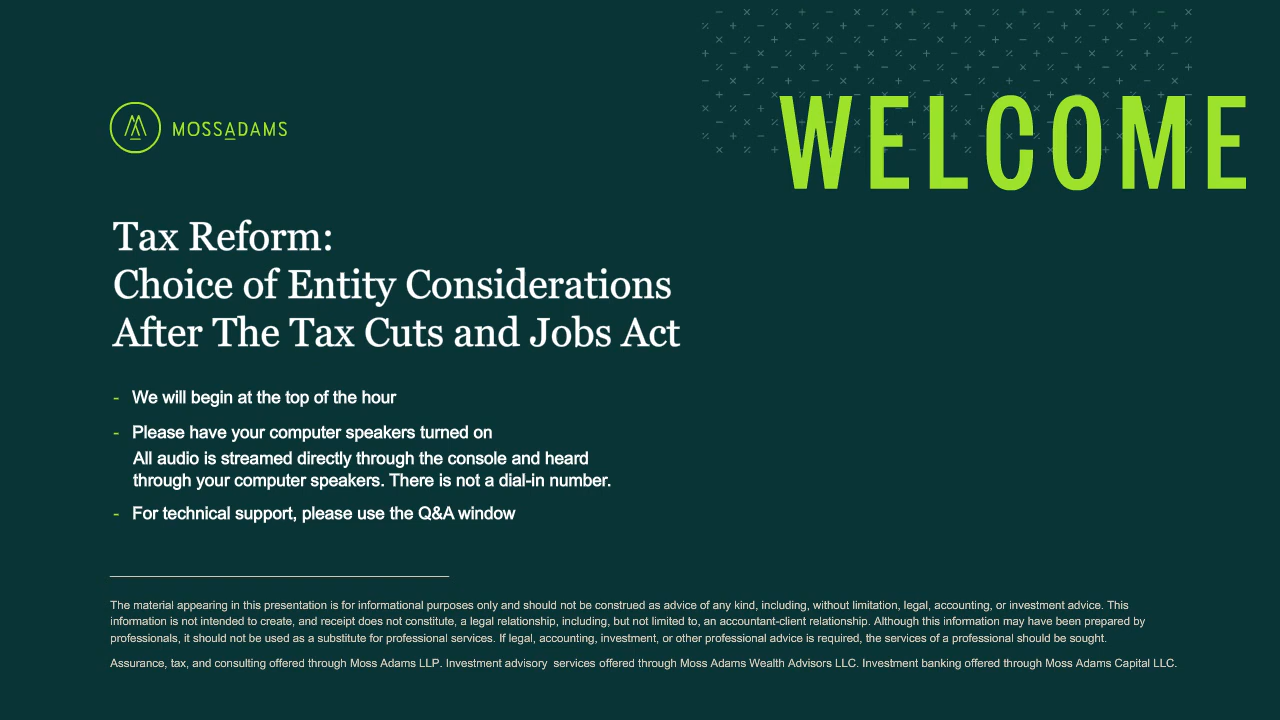 MOSSADAMS
WELCOME
Tax Reform:
Choice of Entity Considerations
After The Tax Cuts and Jobs Act
- We will begin at the top of the hour
- Please have your computer speakers turned on
All audio is streamed directly through the console and heard
through your computer speakers. There is not a dial-in number.
- For technical support, please use the Q&A window
The material appearing in this presentation is for informational purposes only and should not be construed as advice of any kind, including, without limitation, legal, accounting, or investment advice. This
information is not intended to create, and receipt does not constitute, a legal relationship, including, but not limited to, an accountant-client relationship. Although this information may have been prepared by
professionals, it should not be used as a substitute for professional services. If legal, accounting, investment, or other professional advice is required, the services of a professional should be sought.
Assurance, tax, and consulting offered through Moss Adams LLP. Investment advisory services offered through Moss Adams Wealth Advisors LLC. Investment banking offered through Moss Adams Capital LLC.